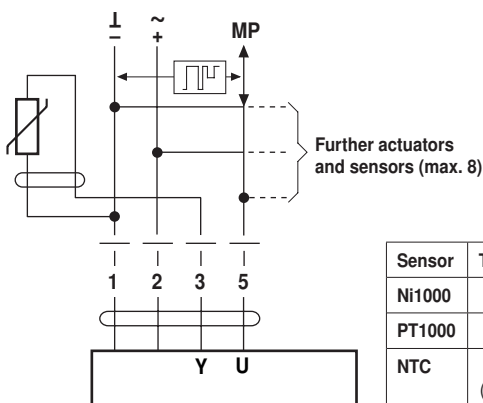 ⊥ ~
– + MP
Further actuators
and sensors (max. 8)
1 2 3 5
Y U
Sensor T
Ni1000
PT1000
NTC
(